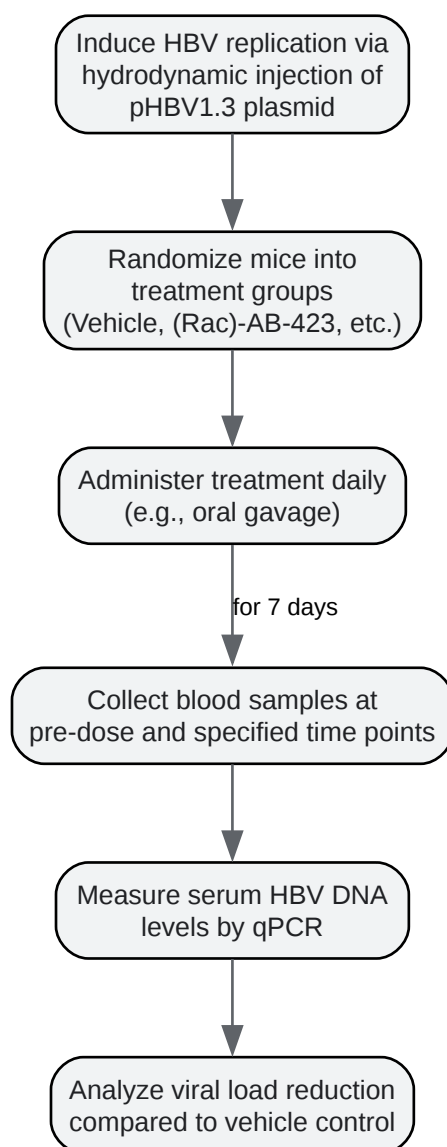 Induce HBV replication via
hydrodynamic injection of
pHBV1.3 plasmid
Randomize mice into
treatment groups
(Vehicle, (Rac)-AB-423, etc.)
Administer treatment daily
(e.g., oral gavage)
for 7 days
Collect blood samples at
pre-dose and specified time points
Measure serum HBV DNA
levels by qPCR
Analyze viral load reduction
compared to vehicle control